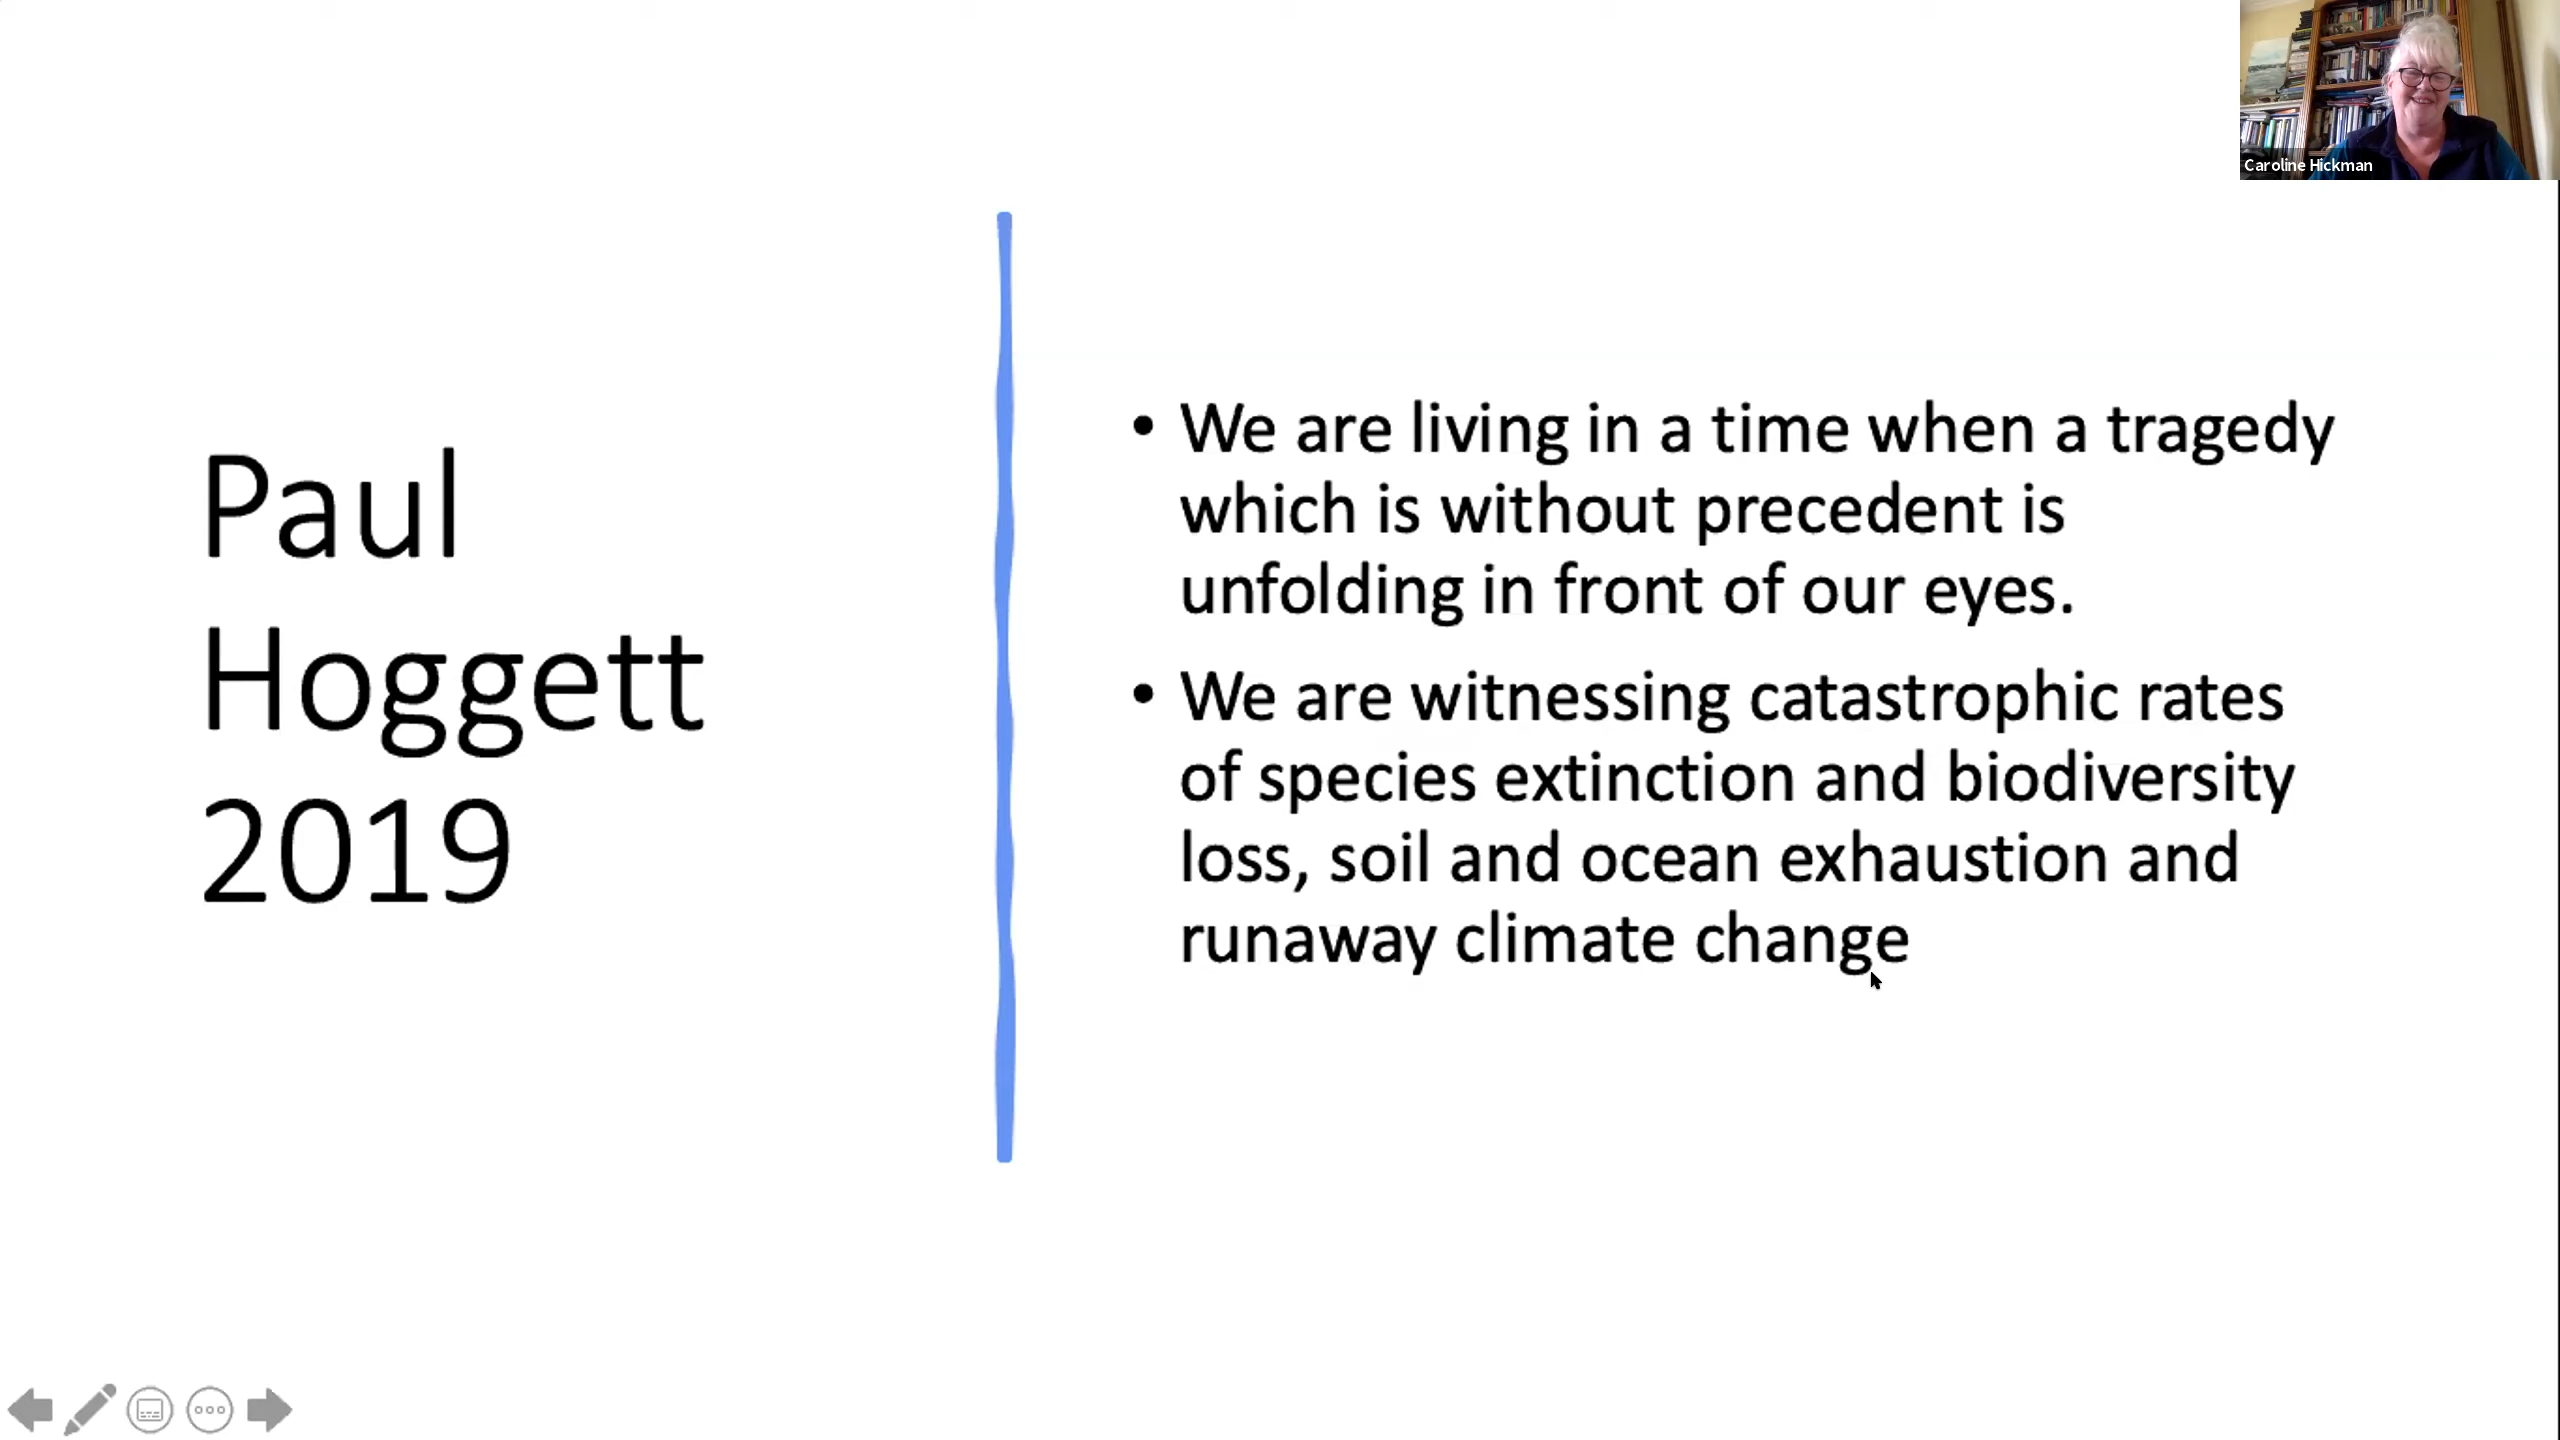 Caroline Hickman
Paul
Hoggett
2019
• We are living in a time when a tragedy
which is without precedent is
unfolding in front of our eyes.
• We are witnessing catastrophic rates
of species extinction and biodiversity
loss, soil and ocean exhaustion and
runaway climate change